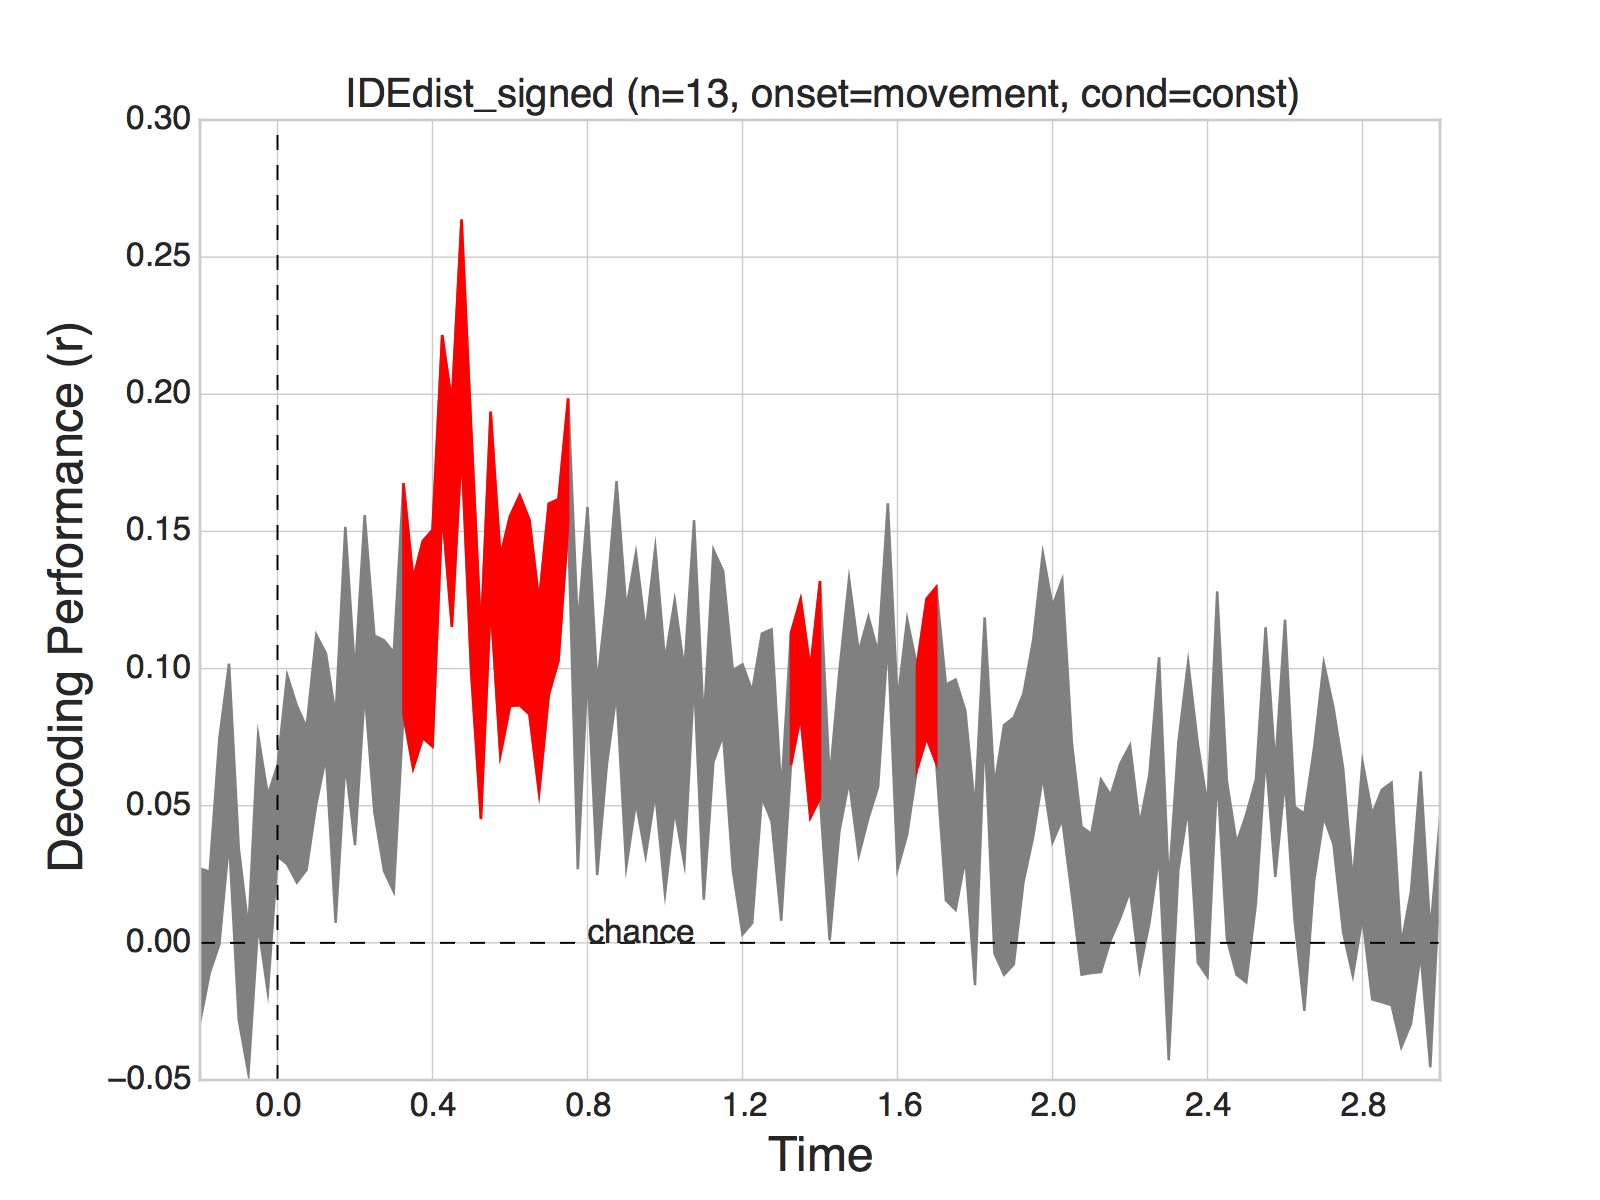 IDEdist_signed (n=13, onset=movement, cond=const)
0.30
0.25
0.20
0.15
0.10
0.05
0.00
−0.05
Decoding Performance (r)
chance
0.0 0.4 0.8 1.2 1.6 2.0 2.4 2.8
Time